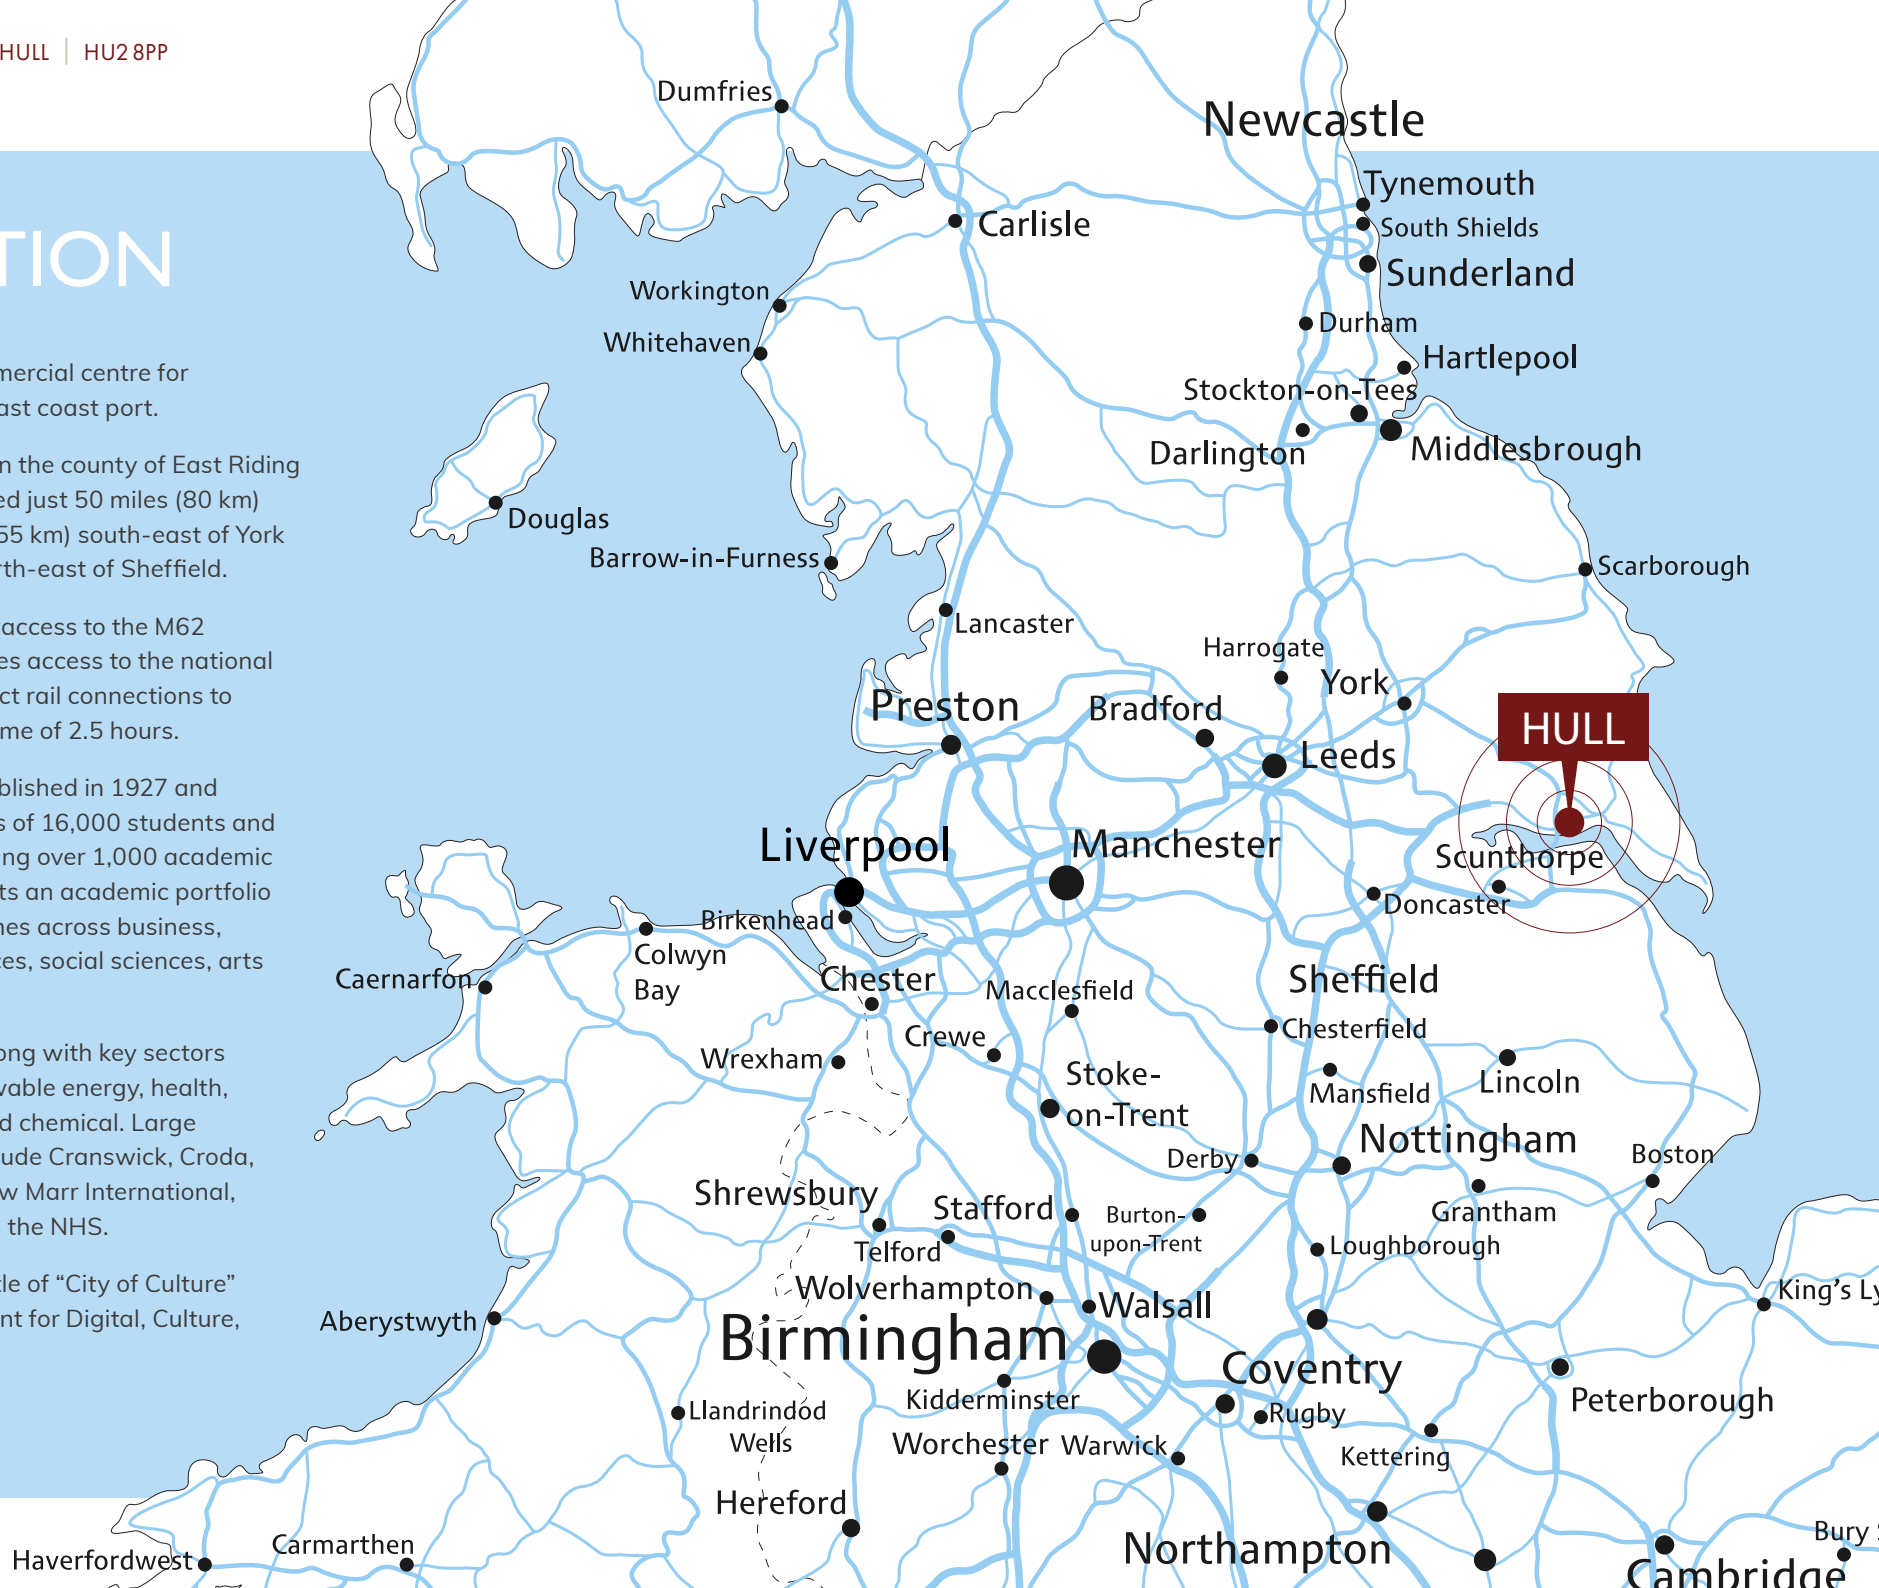 HULL | HU2 8PP
TION
mercial centre for
ast coast port.
n the county of East Riding
ed just 50 miles (80 km)
55 km) south-east of York
rth-east of Sheffield.
access to the M62
es access to the national
ct rail connections to
me of 2.5 hours.
blished in 1927 and
s of 16,000 students and
ing over 1,000 academic
ts an academic portfolio
nes across business,
ces, social sciences, arts
ong with key sectors
wable energy, health,
d chemical. Large
ude Cranswick, Croda,
w Marr International,
the NHS.
tle of “City of Culture”
nt for Digital, Culture,
Dumfries
Newcastle
Tynemouth
South Shields
Carlisle
Sunderland
Workington
Durham
Whitehaven
Hartlepool
Stockton-on-Tees
Darlington
Middlesbrough
Douglas
Barrow-in-Furness
Scarborough
Lancaster
Harrogate
York
Preston
Bradford
HULL
Leeds
Liverpool
Manchester
Scunthorpe
Doncaster
Birkenhead
Colwyn
Bay
Caernarfon
Chester
Macclesfield
Sheffield
Chesterfield
Crewe
Wrexham
Stoke-
on-Trent
Mansfield
Lincoln
Nottingham
Derby
Boston
Shrewsbury
Stafford
Burton-
upon-Trent
Grantham
Telford
Loughborough
Wolverhampton
Walsall
King’s Ly
Aberystwyth
Birmingham
Coventry
Kidderminster
Peterborough
Llandrindod
Wells
Rugby
Worchester
Warwick
Kettering
Hereford
Northampton
Bury S
Haverfordwest
Carmarthen
Cambridge